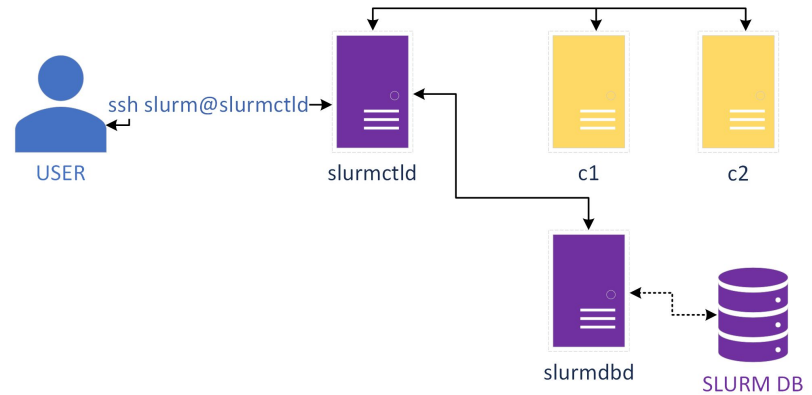 ssh slurm@slurmctld
USER
slurmctld
c1
c2
slurmdbd
SLURM DB